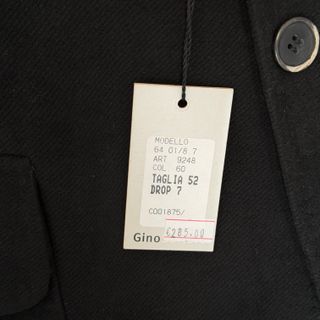 MODELLO
64 01/8 7
ART 9248
COL 60
TAGLIA 52
DROP 7
C001875/
€285.00
Gino